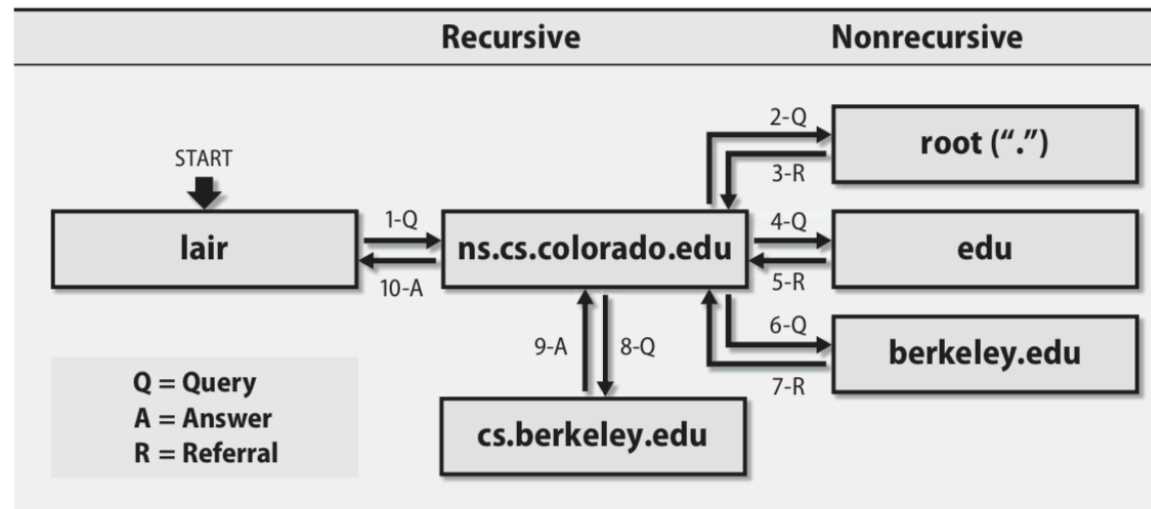 Recursive
Nonrecursive
START
lair
1-Q
10-A
ns.cs.colorado.edu
2-Q
3-R
root (“.”)
4-Q
5-R
edu
6-Q
7-R
berkeley.edu
9-A
8-Q
cs.berkeley.edu
Q = Query
A = Answer
R = Referral